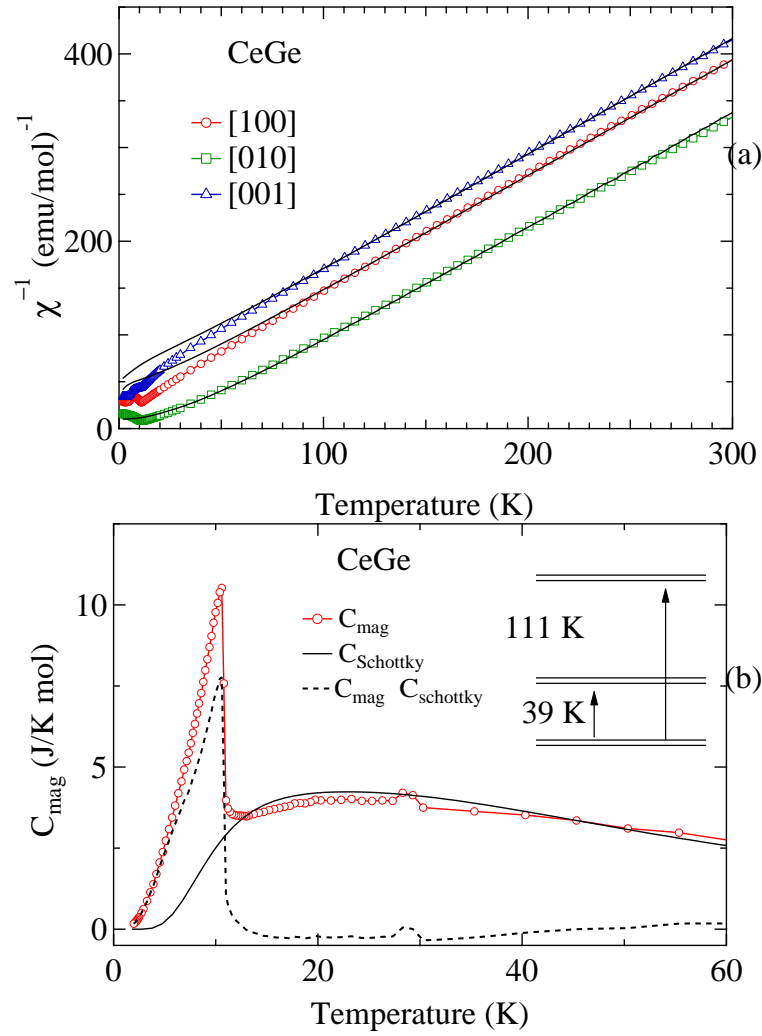 CeGe
[100]
[010]
[001]
(a)
χ⁻¹ (emu/mol)⁻¹
400
200
0
0 100 200 300
Temperature (K)
CeGe
C_mag
C_Schottky
C_mag C_schottky
111 K
39 K
(b)
C_mag (J/K mol)
10
5
0
0 20 40 60
Temperature (K)